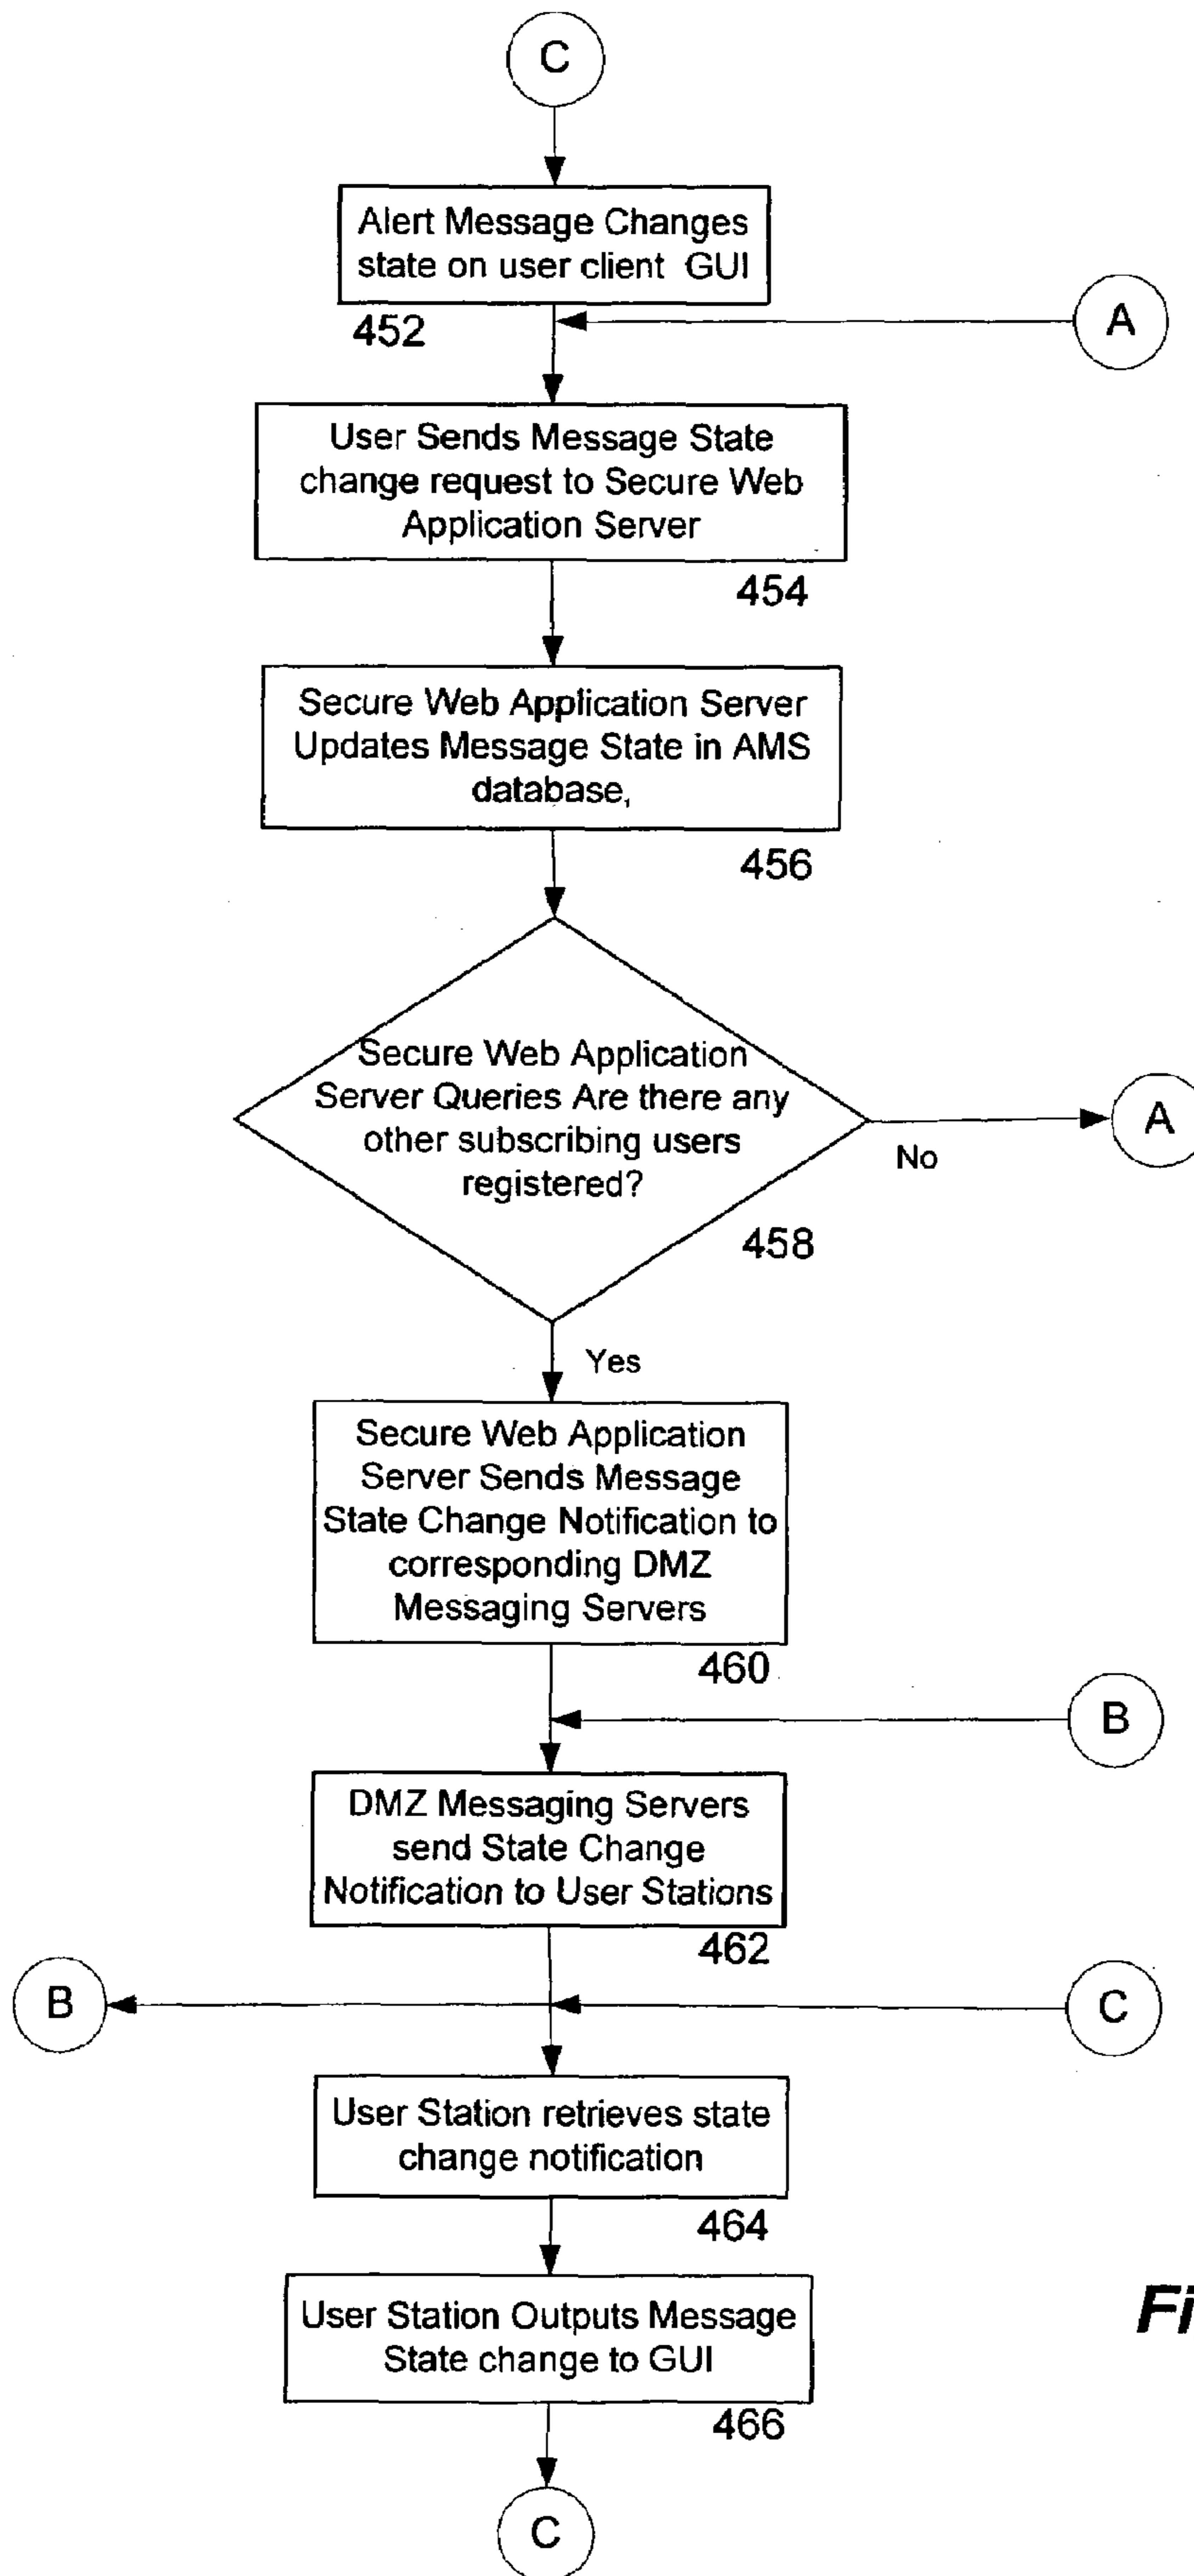 C
Alert Message Changes
state on user client GUI
452
A
User Sends Message State
change request to Secure Web
Application Server
454
Secure Web Application Server
Updates Message State in AMS
database,
456
Secure Web Application
Server Queries Are there any
other subscribing users
registered?
No
A
458
Yes
Secure Web Application
Server Sends Message
State Change Notification to
corresponding DMZ
Messaging Servers
460
B
DMZ Messaging Servers
send State Change
Notification to User Stations
462
B
C
User Station retrieves state
change notification
464
User Station Outputs Message
State change to GUI
466
Fi
C